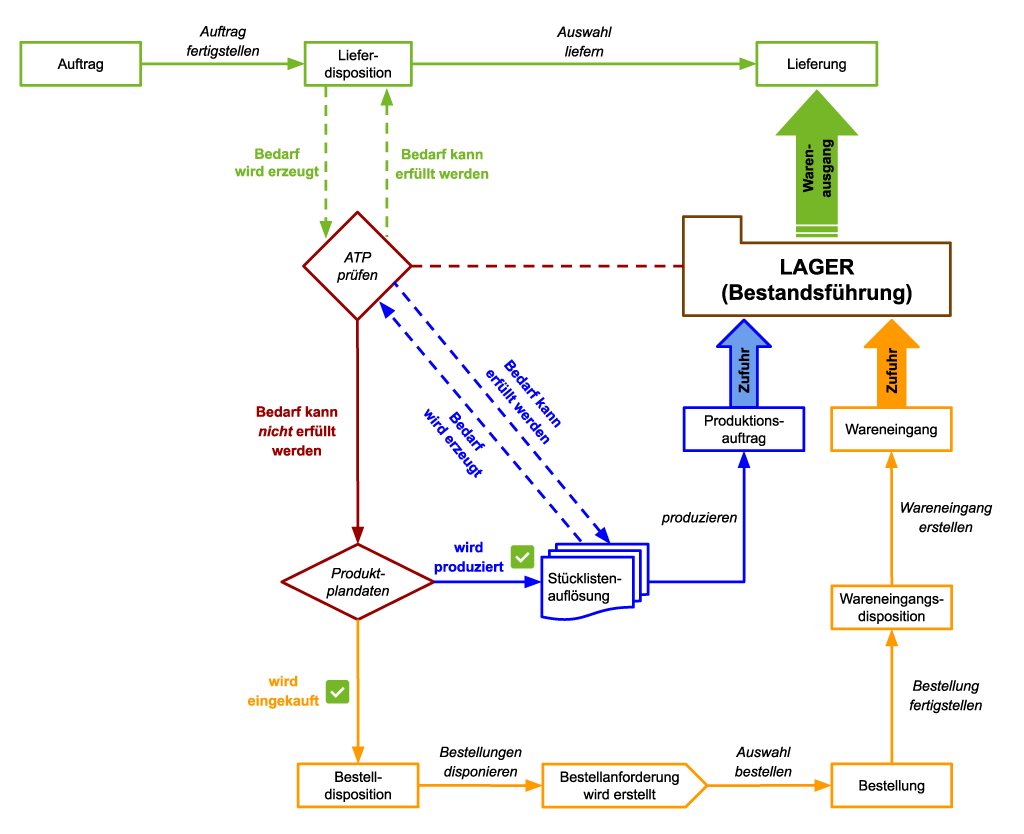 Auftrag
fertigstellen
Auswahl
liefern
Auftrag
Liefer-
disposition
Lieferung
Bedarf
wird erzeugt
Bedarf kann
erfüllt werden
Waren-
ausgang
ATP
prüfen
LAGER
(Bestandsführung)
Zufuhr
Zufuhr
Bedarf kann
erfüllt werden
Bedarf
wird erzeugt
Bedarf kann
nicht erfüllt
werden
Produktions-
auftrag
Wareneingang
produzieren
Wareneingang
erstellen
wird
produziert
Produkt-
plandaten
Stücklisten-
auflösung
Wareneingangs-
disposition
wird
eingekauft
Bestellung
fertigstellen
Bestellungen
disponieren
Auswahl
bestellen
Bestell-
disposition
Bestellanforderung
wird erstellt
Bestellung